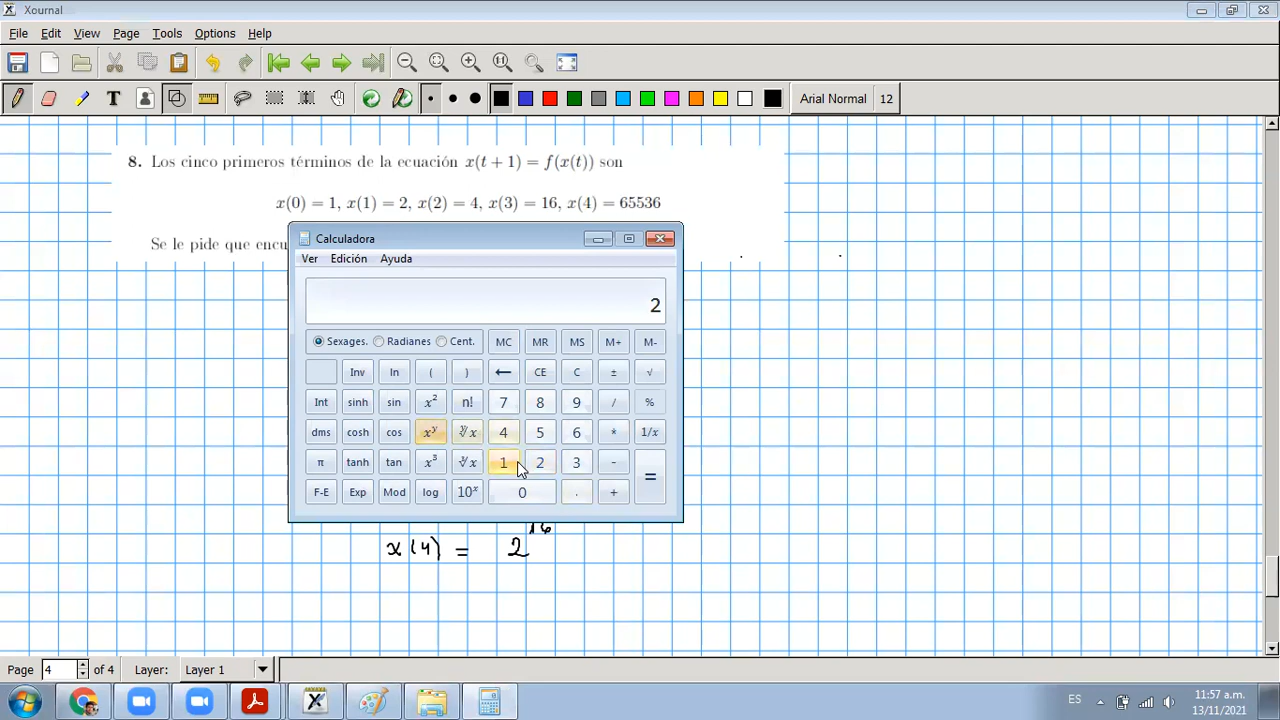 Xournal
File Edit View Page Tools Options Help
Arial Normal 12
8. Los cinco primeros términos de la ecuación x(t + 1) = f(x(t)) son
x(0) = 1, x(1) = 2, x(2) = 4, x(3) = 16, x(4) = 65536
Se le pide que encu
Calculadora
Ver Edición Ayuda
2
Sexages. Radianes Cent. MC MR MS M+ M-
Inv ln ( ) ← CE C ± √
Int sinh sin x² n! 7 8 9 / %
dms cosh cos x^y ʸ√x 4 5 6 * 1/x
π tanh tan x³ ³√x 1 2 3 - =
F-E Exp Mod log 10ˣ 0 . +
x(4) = 2^16
Page 4 of 4 Layer: Layer 1
ES 11:57 a.m.
13/11/2021